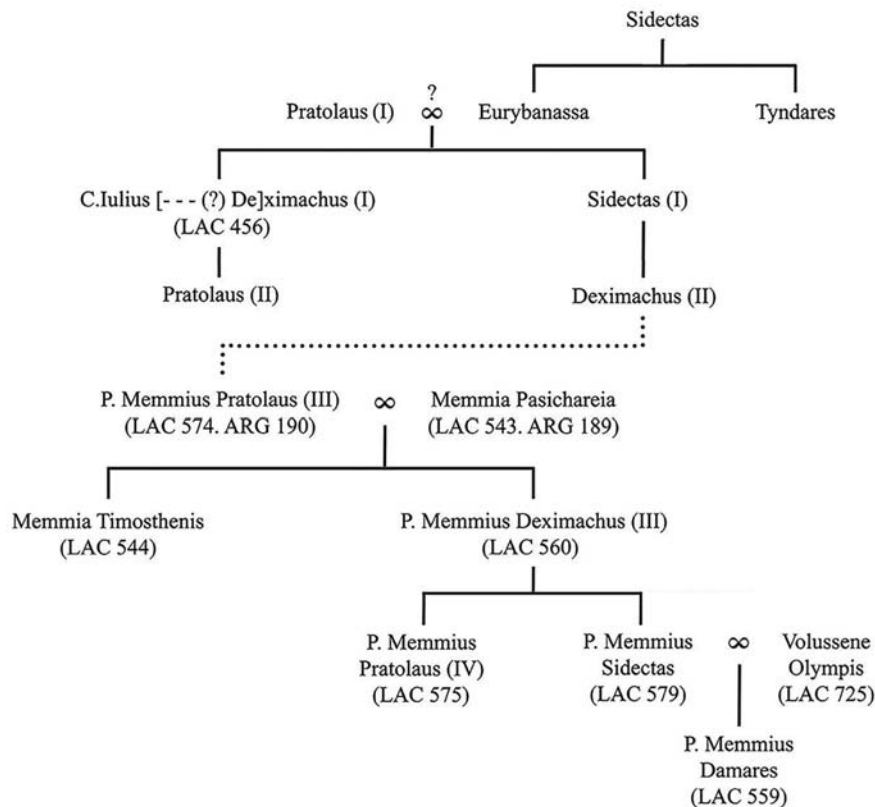 Sidectas
?
Pratolaus (I) ∞ Eurybanassa Tyndares
C.Iulius [- - - (?) De]ximachus (I) Sidectas (I)
(LAC 456)
Pratolaus (II) Deximachus (II)
P. Memmius Pratolaus (III) ∞ Memmia Pasichareia
(LAC 574. ARG 190) (LAC 543. ARG 189)
Memmia Timosthenis P. Memmius Deximachus (III)
(LAC 544) (LAC 560)
P. Memmius P. Memmius ∞ Volussene
Pratolaus (IV) Sidectas Olympis
(LAC 575) (LAC 579) (LAC 725)
P. Memmius
Damares
(LAC 559)